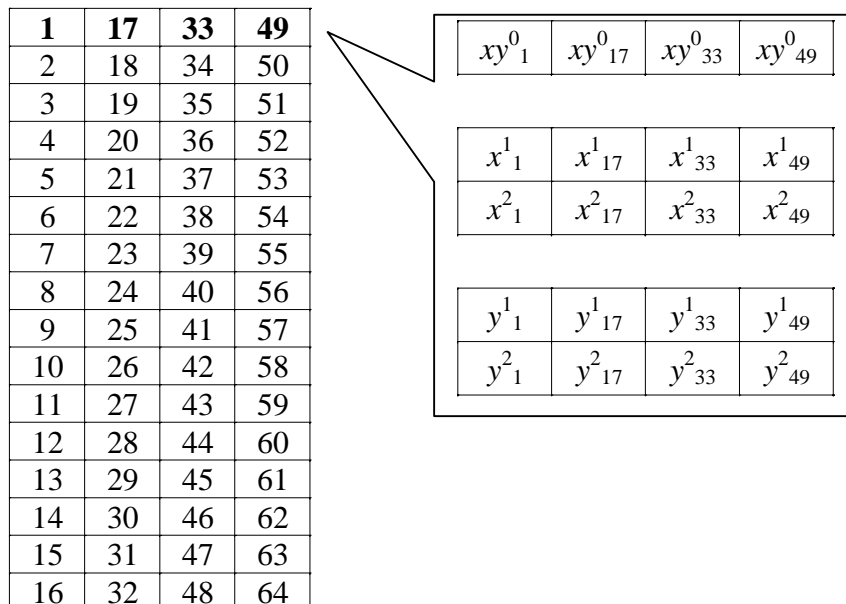 1 17 33 49
2 18 34 50
3 19 35 51
4 20 36 52
5 21 37 53
6 22 38 54
7 23 39 55
8 24 40 56
9 25 41 57
10 26 42 58
11 27 43 59
12 28 44 60
13 29 45 61
14 30 46 62
15 31 47 63
16 32 48 64
xy⁰₁ xy⁰₁₇ xy⁰₃₃ xy⁰₄₉
x¹₁ x¹₁₇ x¹₃₃ x¹₄₉
x²₁ x²₁₇ x²₃₃ x²₄₉
y¹₁ y¹₁₇ y¹₃₃ y¹₄₉
y²₁ y²₁₇ y²₃₃ y²₄₉